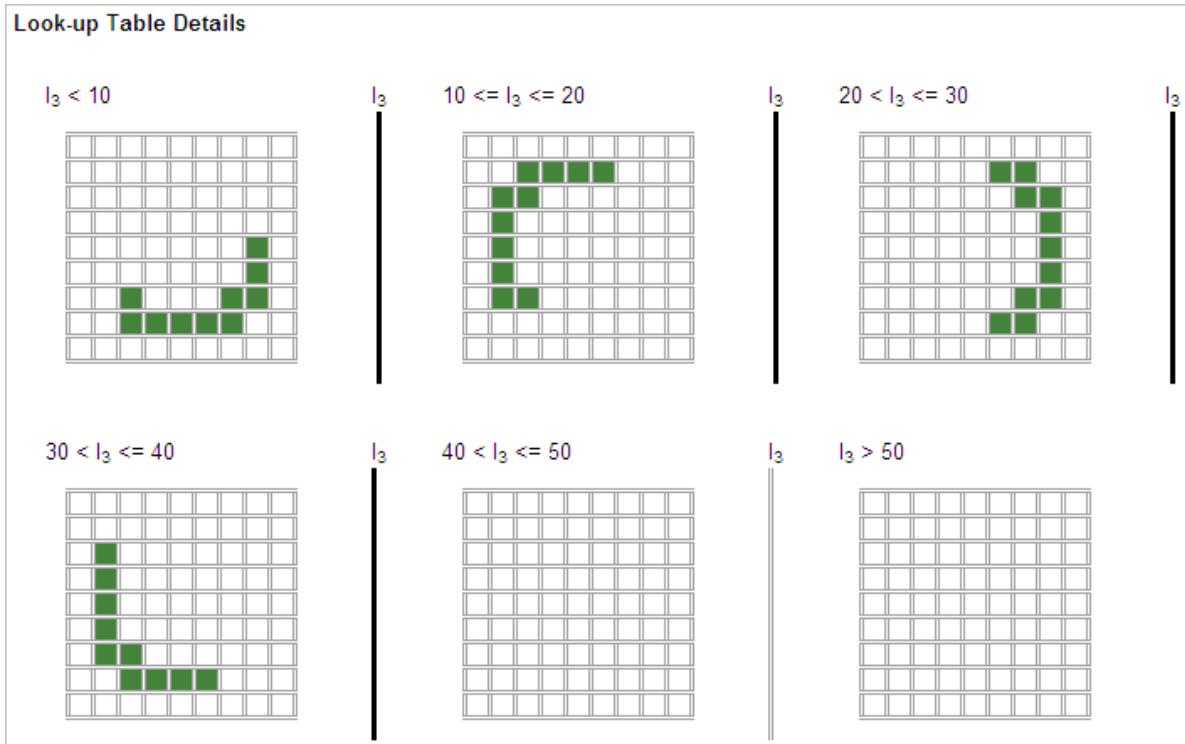 Look-up Table Details
I₃ < 10 I₃ 10 <= I₃ <= 20 I₃ 20 < I₃ <= 30 I₃
30 < I₃ <= 40 I₃ 40 < I₃ <= 50 I₃ I₃ > 50